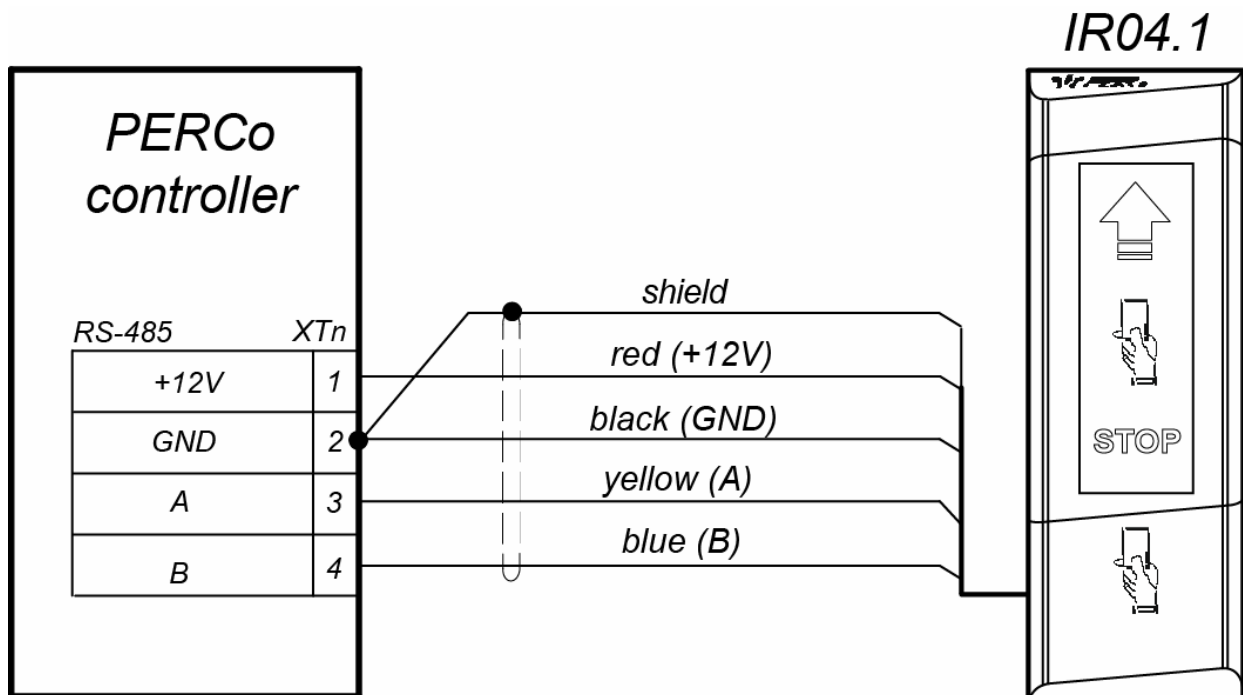 IR04.1
PERCo
controller
RS-485 XTn
+12V 1
GND 2
A 3
B 4
shield
red (+12V)
black (GND)
yellow (A)
blue (B)
STOP